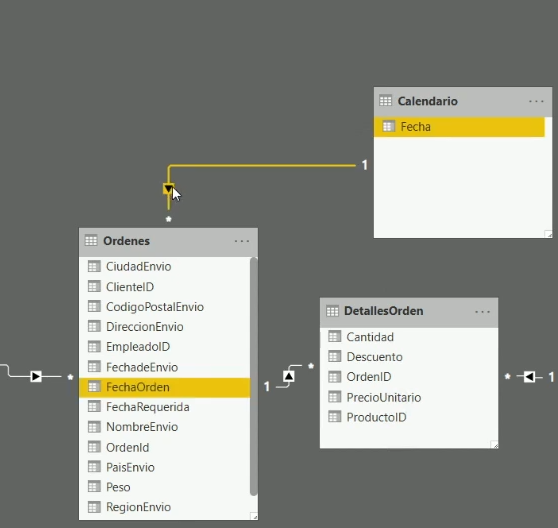 Calendario
Fecha
1
*
Ordenes
CiudadEnvio
ClienteID
CodigoPostalEnvio
DireccionEnvio
EmpleadoID
FechadeEnvio
FechaOrden
FechaRequerida
NombreEnvio
OrdenId
PaisEnvio
Peso
RegionEnvio
*
1
*
DetallesOrden
Cantidad
Descuento
OrdenID
PrecioUnitario
ProductoID
*
1